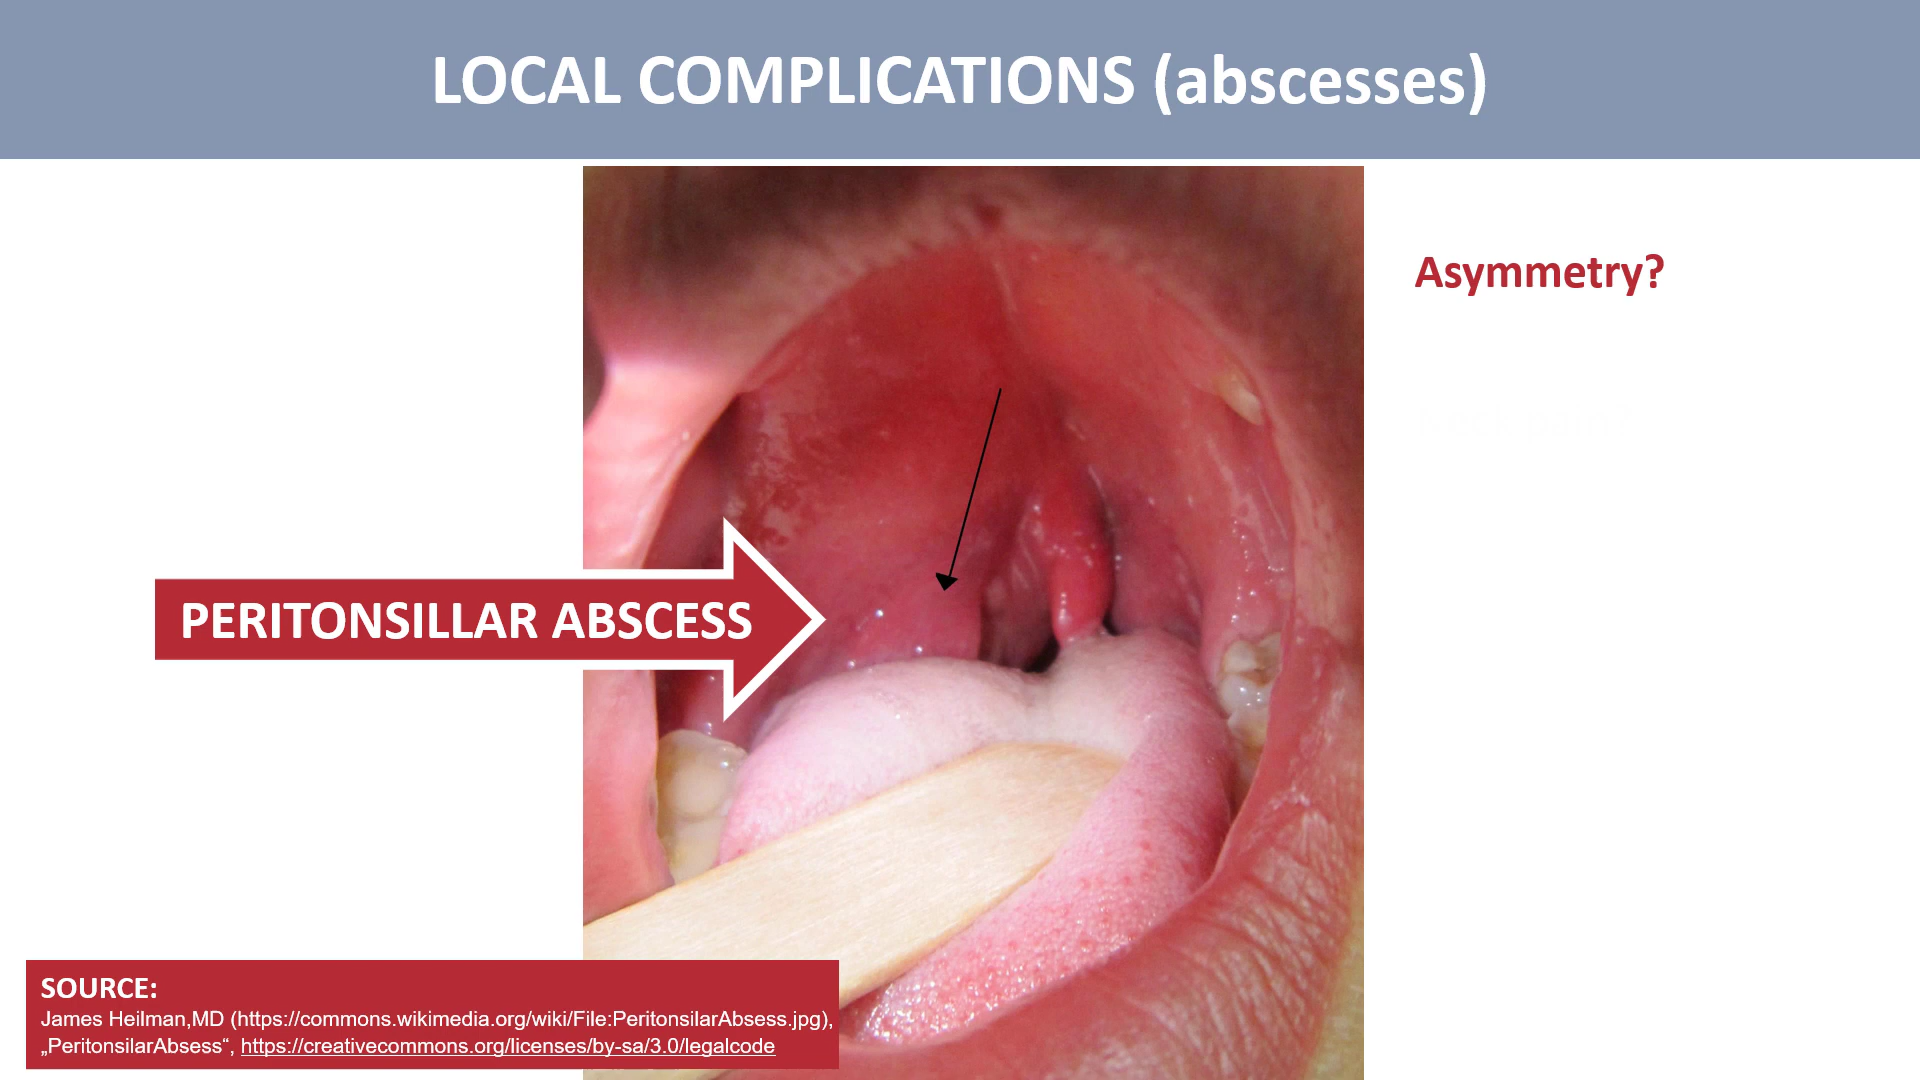 LOCAL COMPLICATIONS (abscesses)
Asymmetry?
PERITONSILLAR ABSCESS
SOURCE:
James Heilman,MD (https://commons.wikimedia.org/wiki/File:PeritonsilarAbsess.jpg),
„PeritonsilarAbsess“, https://creativecommons.org/licenses/by-sa/3.0/legalcode